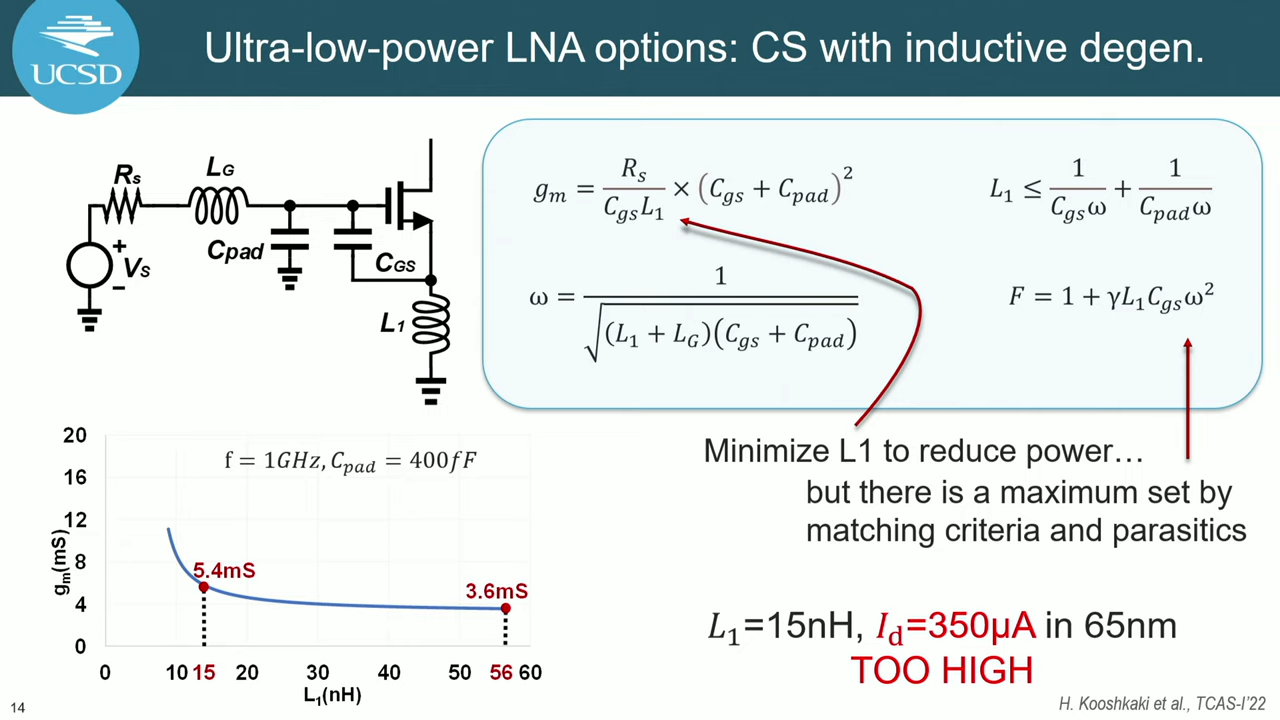 UCSD
Ultra-low-power LNA options: CS with inductive degen.
Rs
LG
Cpad
CGS
+
VS
−
L1
gm = Rs / (Cgs L1) × (Cgs + Cpad)²
L1 ≤ 1 / (Cgs ω) + 1 / (Cpad ω)
ω = 1 / √((L1 + LG)(Cgs + Cpad))
F = 1 + γL1Cgsω²
Minimize L1 to reduce power…
but there is a maximum set by
matching criteria and parasitics
f = 1GHz, Cpad = 400fF
gm(mS)
20
16
12
8
4
0
5.4mS
3.6mS
0 10 15 20 30 40 50 56 60
L1(nH)
L1=15nH, Id=350µA in 65nm
TOO HIGH
14
H. Kooshkaki et al., TCAS-I'22